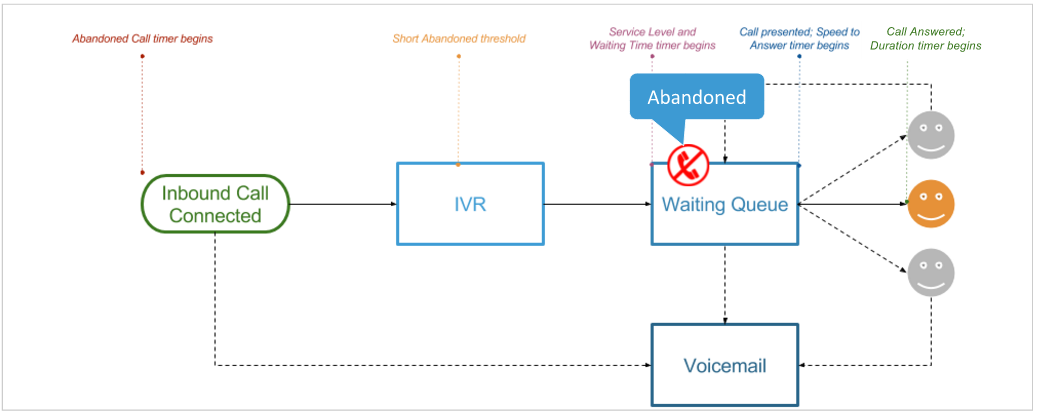 Abandoned Call timer begins
Short Abandoned threshold
Service Level and
Waiting Time timer begins
Call presented; Speed to
Answer timer begins
Call Answered;
Duration timer begins
Abandoned
Inbound Call
Connected
IVR
Waiting Queue
Voicemail